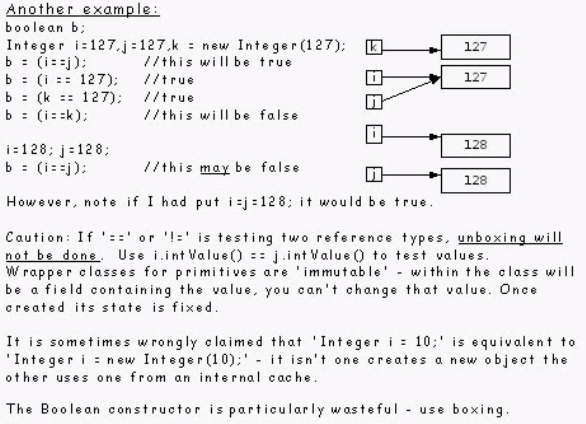 Another example:
boolean b;
Integer i=127,j=127,k = new Integer(127);
b = (i==j); //this will be true
b = (i == 127); //true
b = (k == 127); //true
b = (i==k); //this will be false
k 127
i 127
j
i=128; j=128;
b = (i==j); //this may be false
i 128
j 128
However, note if I had put i=j=128; it would be true.
Caution: If '==' or '!=' is testing two reference types, unboxing will
not be done. Use i.intValue() == j.intValue() to test values.
Wrapper classes for primitives are 'immutable' - within the class will
be a field containing the value, you can't change that value. Once
created its state is fixed.
It is sometimes wrongly claimed that 'Integer i = 10;' is equivalent to
'Integer i = new Integer(10);' - it isn't one creates a new object the
other uses one from an internal cache.
The Boolean constructor is particularly wasteful - use boxing.